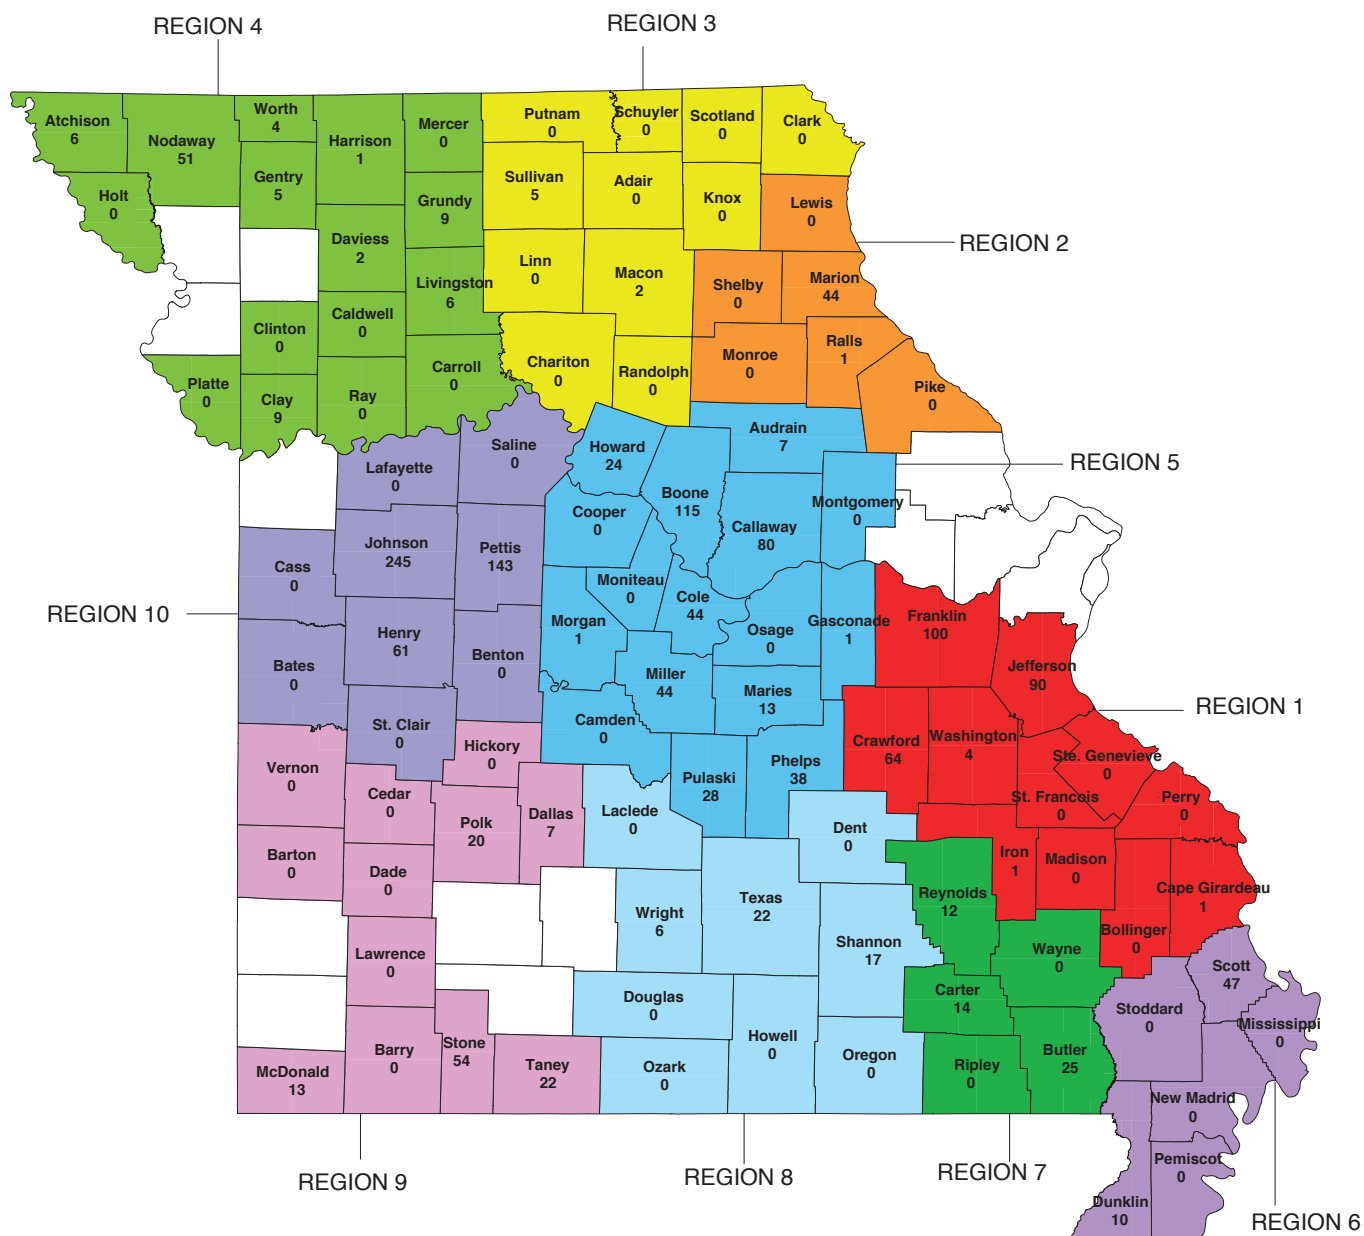 REGION 4
REGION 3
Atchison
6
Nodaway
51
Worth
4
Harrison
1
Mercer
0
Putnam
0
Schuyler
0
Scotland
0
Clark
0
Holt
0
Gentry
5
Grundy
9
Sullivan
5
Adair
0
Knox
0
Lewis
0
REGION 2
Daviess
2
Livingston
6
Linn
0
Macon
2
Shelby
0
Marion
44
Clinton
0
Caldwell
0
Carroll
0
Chariton
0
Randolph
0
Monroe
0
Ralls
1
Pike
0
Platte
0
Clay
9
Ray
0
Lafayette
0
Saline
0
Howard
24
Boone
115
Audrain
7
REGION 5
Cooper
0
Callaway
80
Montgomery
0
Cass
0
Johnson
245
Pettis
143
Moniteau
0
Cole
44
REGION 10
Morgan
1
Osage
0
Gasconade
1
Franklin
100
Bates
0
Henry
61
Benton
0
Miller
44
Maries
13
Jefferson
90
REGION 1
St. Clair
0
Camden
0
Crawford
64
Washington
4
Ste. Genevieve
0
Vernon
0
Hickory
0
Pulaski
28
Phelps
38
St. Francois
0
Perry
0
Cedar
0
Polk
20
Dallas
7
Laclede
0
Dent
0
Barton
0
Dade
0
Iron
1
Madison
0
Cape Girardeau
1
Reynolds
12
Texas
22
Wright
6
Shannon
17
Wayne
0
Bollinger
0
Lawrence
0
Scott
47
Douglas
0
Carter
14
Stoddard
0
Mississippi
0
McDonald
13
Barry
0
Stone
54
Taney
22
Ozark
0
Howell
0
Oregon
0
Ripley
0
Butler
25
New Madrid
0
Pemiscot
0
Dunklin
10
REGION 9
REGION 8
REGION 7
REGION 6